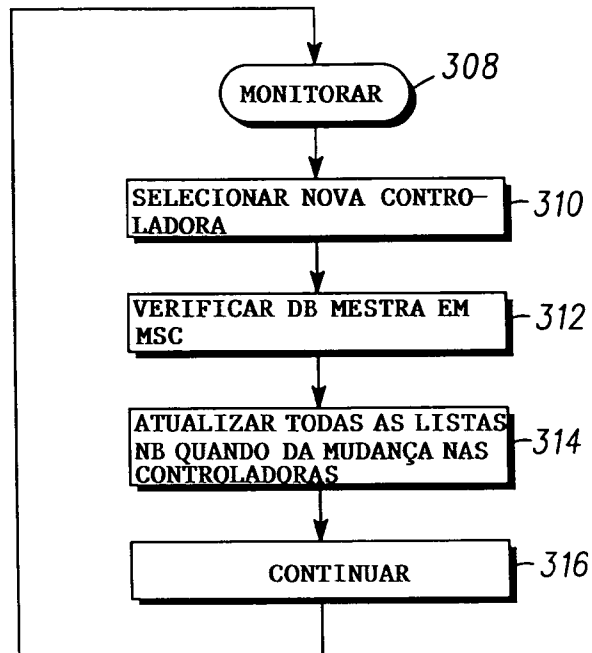 MONITORAR
308
SELECIONAR NOVA CONTRO-
LADORA
310
VERIFICAR DB MESTRA EM
MSC
312
ATUALIZAR TODAS AS LISTAS
NB QUANDO DA MUDANÇA NAS
CONTROLADORAS
314
CONTINUAR
316